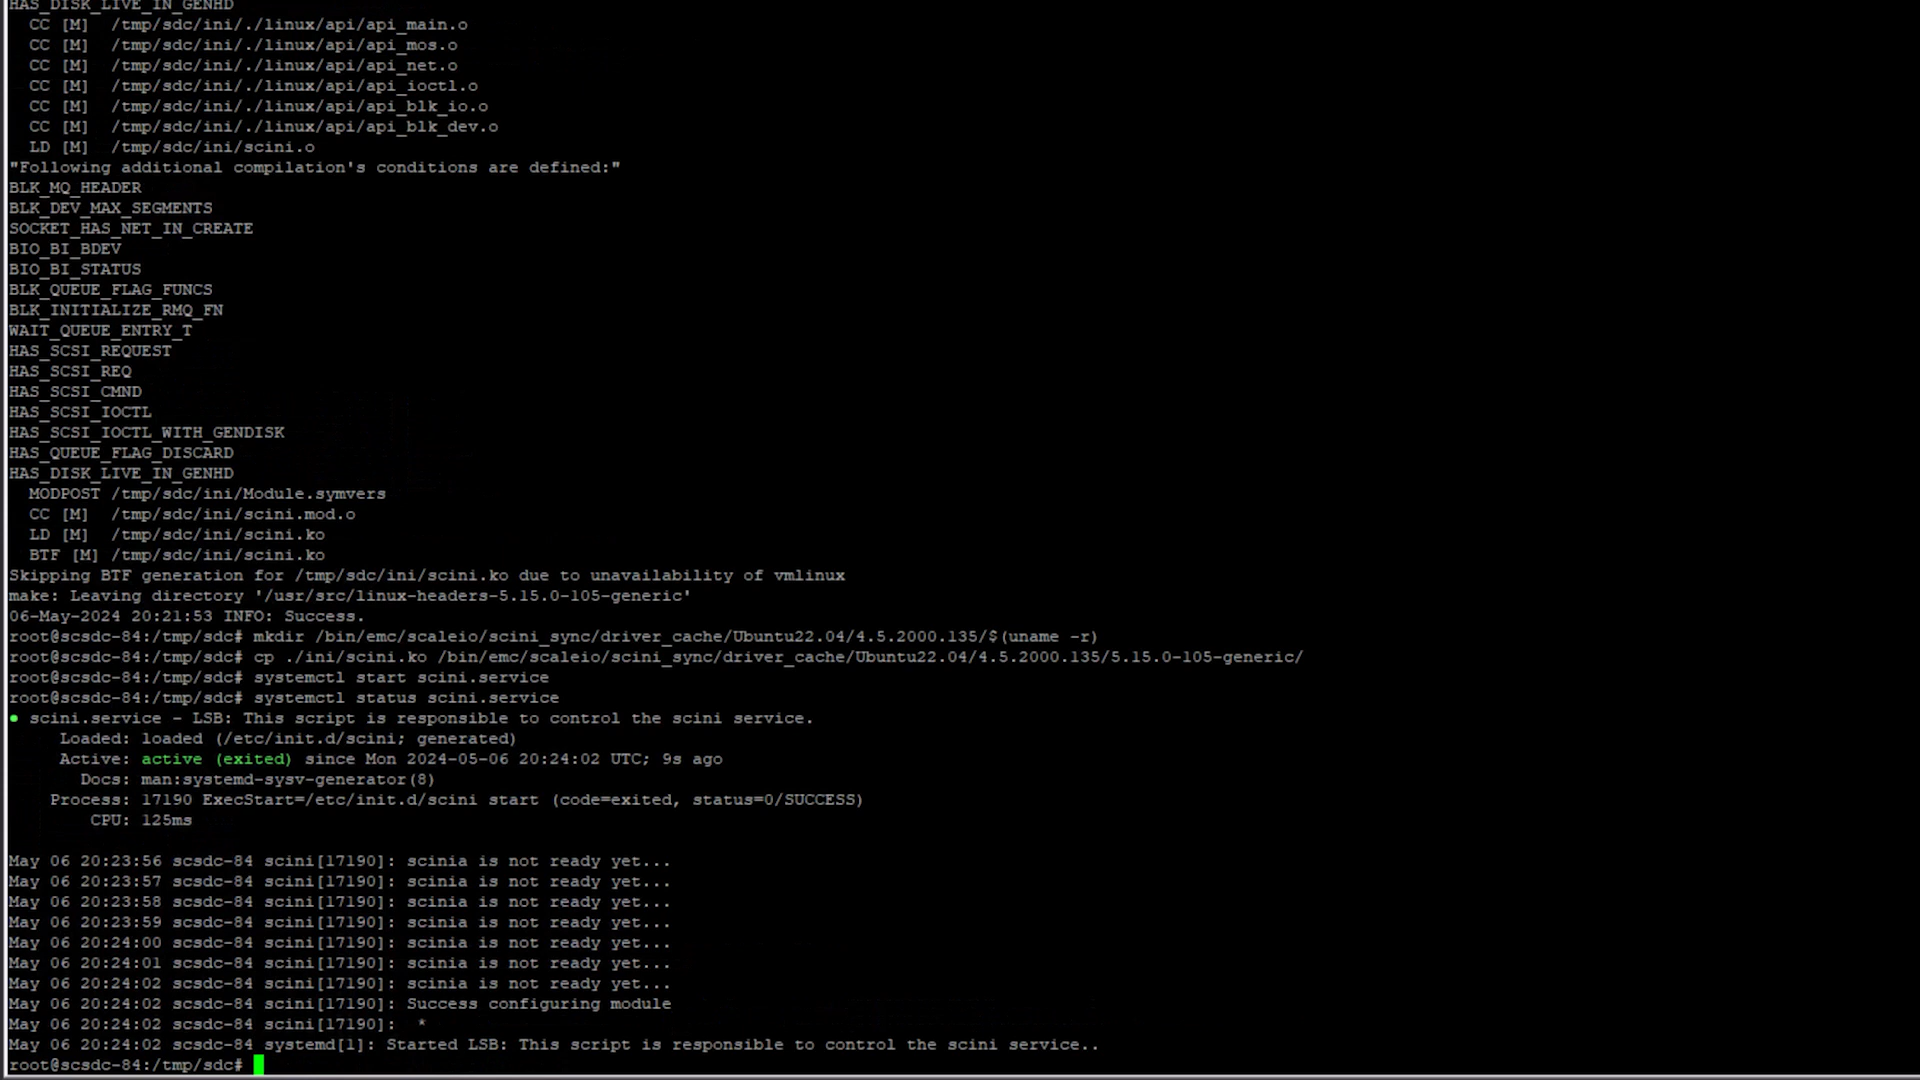 HAS_DISK_LIVE_IN_GENHD
  CC [M]  /tmp/sdc/ini/./linux/api/api_main.o
  CC [M]  /tmp/sdc/ini/./linux/api/api_mos.o
  CC [M]  /tmp/sdc/ini/./linux/api/api_net.o
  CC [M]  /tmp/sdc/ini/./linux/api/api_ioctl.o
  CC [M]  /tmp/sdc/ini/./linux/api/api_blk_io.o
  CC [M]  /tmp/sdc/ini/./linux/api/api_blk_dev.o
  LD [M]  /tmp/sdc/ini/scini.o
"Following additional compilation's conditions are defined:"
BLK_MQ_HEADER
BLK_DEV_MAX_SEGMENTS
SOCKET_HAS_NET_IN_CREATE
BIO_BI_BDEV
BIO_BI_STATUS
BLK_QUEUE_FLAG_FUNCS
BLK_INITIALIZE_RMQ_FN
WAIT_QUEUE_ENTRY_T
HAS_SCSI_REQUEST
HAS_SCSI_REQ
HAS_SCSI_CMND
HAS_SCSI_IOCTL
HAS_SCSI_IOCTL_WITH_GENDISK
HAS_QUEUE_FLAG_DISCARD
HAS_DISK_LIVE_IN_GENHD
  MODPOST /tmp/sdc/ini/Module.symvers
  CC [M]  /tmp/sdc/ini/scini.mod.o
  LD [M]  /tmp/sdc/ini/scini.ko
  BTF [M] /tmp/sdc/ini/scini.ko
Skipping BTF generation for /tmp/sdc/ini/scini.ko due to unavailability of vmlinux
make: Leaving directory '/usr/src/linux-headers-5.15.0-105-generic'
06-May-2024 20:21:53 INFO: Success.
root@scsdc-84:/tmp/sdc# mkdir /bin/emc/scaleio/scini_sync/driver_cache/Ubuntu22.04/4.5.2000.135/$(uname -r)
root@scsdc-84:/tmp/sdc# cp ./ini/scini.ko /bin/emc/scaleio/scini_sync/driver_cache/Ubuntu22.04/4.5.2000.135/5.15.0-105-generic/
root@scsdc-84:/tmp/sdc# systemctl start scini.service
root@scsdc-84:/tmp/sdc# systemctl status scini.service
● scini.service - LSB: This script is responsible to control the scini service.
     Loaded: loaded (/etc/init.d/scini; generated)
     Active: active (exited) since Mon 2024-05-06 20:24:02 UTC; 9s ago
       Docs: man:systemd-sysv-generator(8)
    Process: 17190 ExecStart=/etc/init.d/scini start (code=exited, status=0/SUCCESS)
        CPU: 125ms
May 06 20:23:56 scsdc-84 scini[17190]: scinia is not ready yet...
May 06 20:23:57 scsdc-84 scini[17190]: scinia is not ready yet...
May 06 20:23:58 scsdc-84 scini[17190]: scinia is not ready yet...
May 06 20:23:59 scsdc-84 scini[17190]: scinia is not ready yet...
May 06 20:24:00 scsdc-84 scini[17190]: scinia is not ready yet...
May 06 20:24:01 scsdc-84 scini[17190]: scinia is not ready yet...
May 06 20:24:02 scsdc-84 scini[17190]: scinia is not ready yet...
May 06 20:24:02 scsdc-84 scini[17190]: Success configuring module
May 06 20:24:02 scsdc-84 scini[17190]:  *
May 06 20:24:02 scsdc-84 systemd[1]: Started LSB: This script is responsible to control the scini service..
root@scsdc-84:/tmp/sdc#